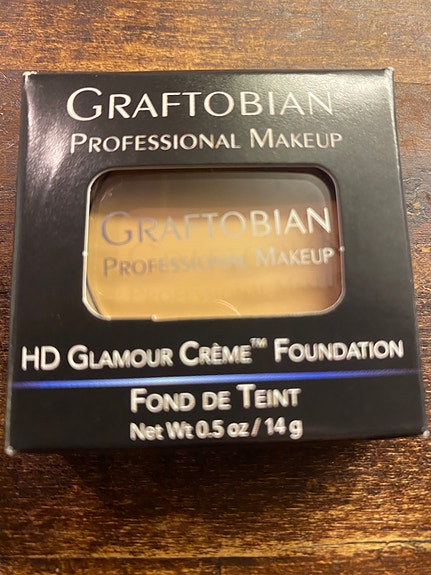 GRAFTOBIAN
PROFESSIONAL MAKEUP
GRAFTOBIAN
PROFESSIONAL MAKEUP
HD GLAMOUR CRÈME™ FOUNDATION
FOND DE TEINT
Net Wt 0.5 oz / 14 g